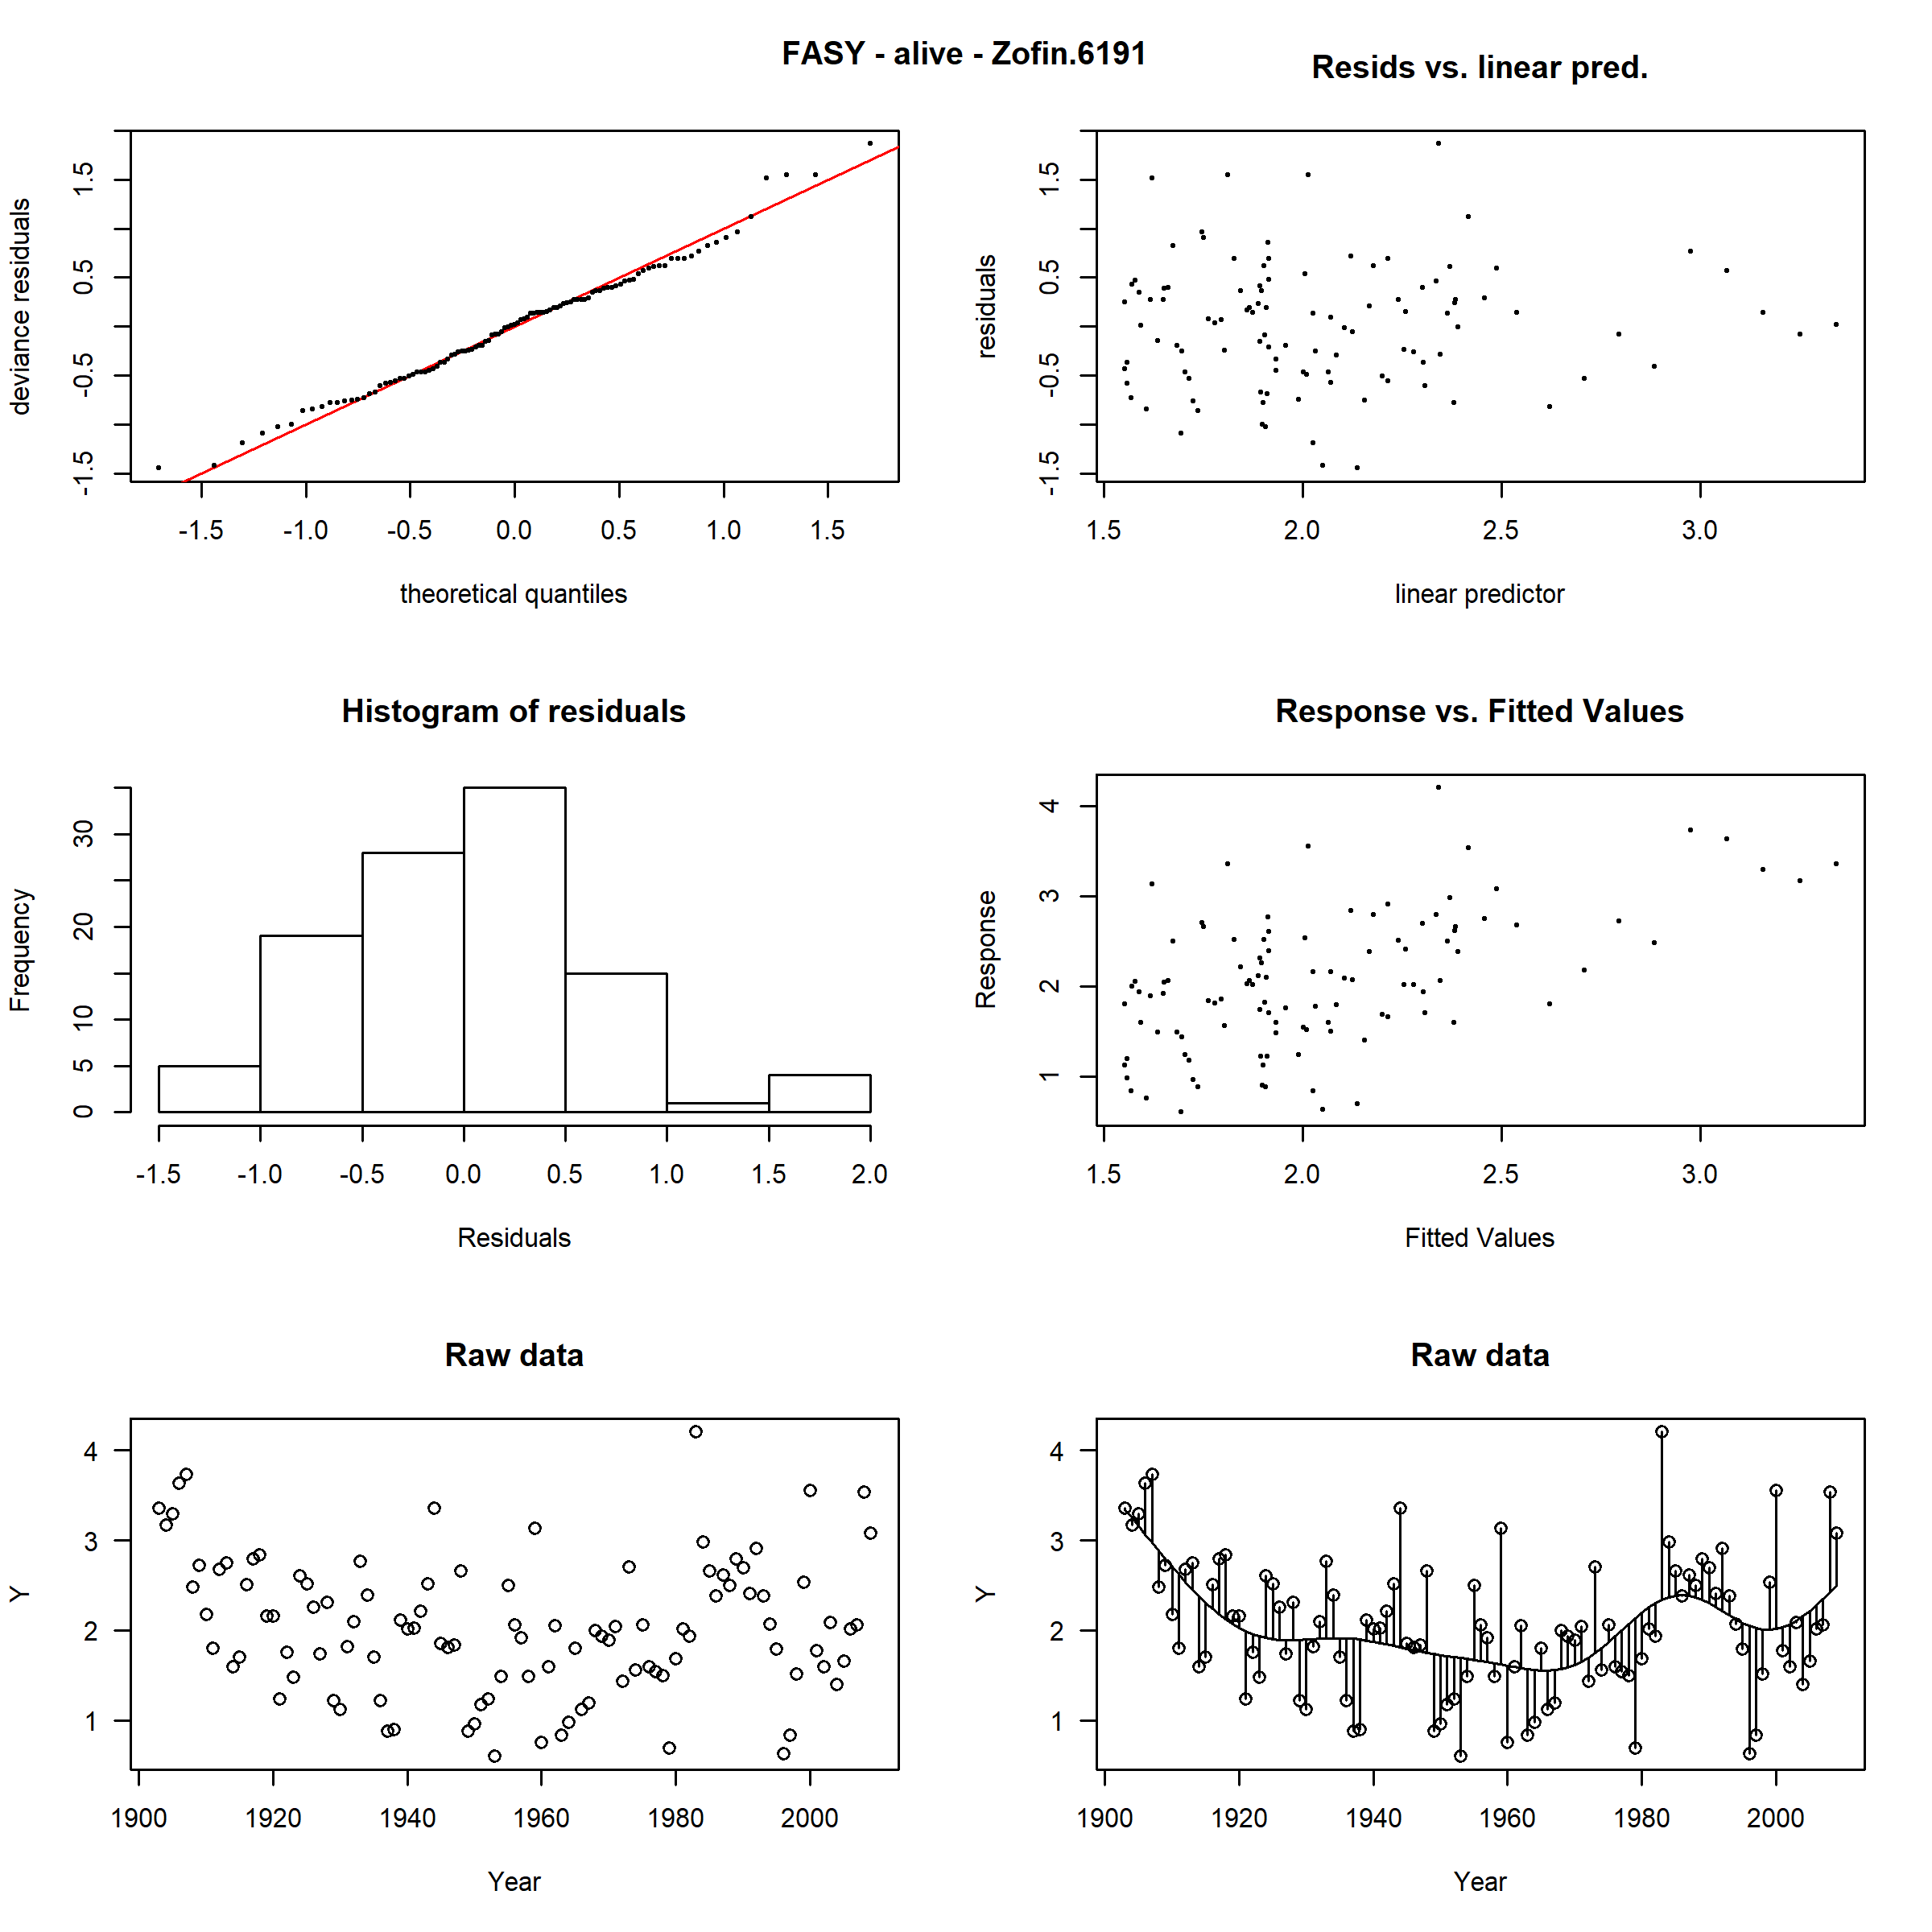 FASY - alive - Zofin.6191
Resids vs. linear pred.
deviance residuals
-1.5 -0.5 0.5 1.5
-1.5 -1.0 -0.5 0.0 0.5 1.0 1.5
theoretical quantiles
residuals
-1.5 -0.5 0.5 1.5
1.5 2.0 2.5 3.0
linear predictor
Histogram of residuals
Frequency
0 5 10 20 30
-1.5 -1.0 -0.5 0.0 0.5 1.0 1.5 2.0
Residuals
Response vs. Fitted Values
Response
1 2 3 4
1.5 2.0 2.5 3.0
Fitted Values
Raw data
Y
4
3
2
1
1900 1920 1940 1960 1980 2000
Year
Raw data
Y
4
3
2
1
1900 1920 1940 1960 1980 2000
Year